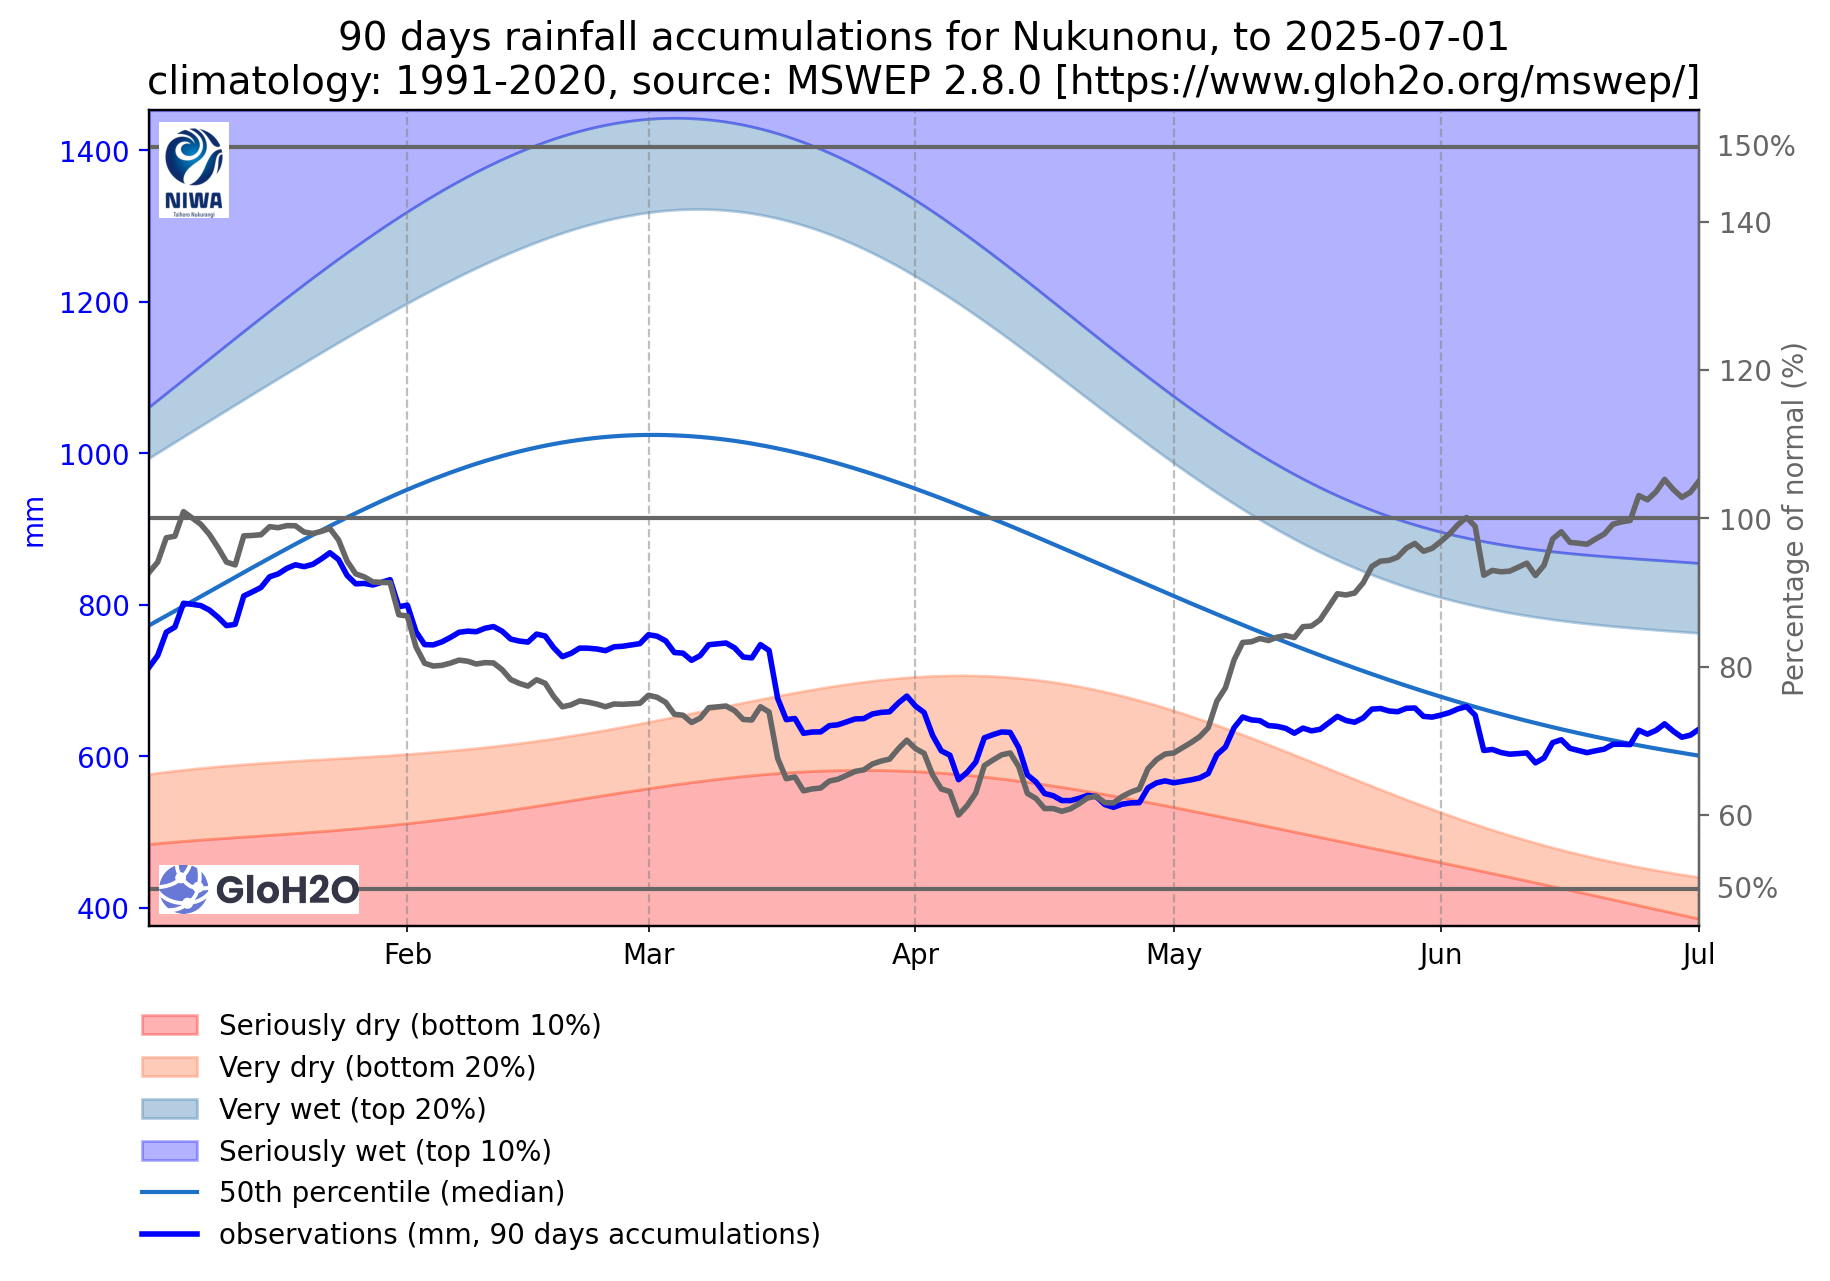 90 days rainfall accumulations for Nukunonu, to 2025-07-01
climatology: 1991-2020, source: MSWEP 2.8.0 [https://www.gloh2o.org/mswep/]
NIWA
Taihoro Nukurangi
1400
1200
1000
800
600
400
mm
150%
140
120
100
80
60
50%
Percentage of normal (%)
GloH2O
Feb
Mar
Apr
May
Jun
Jul
Seriously dry (bottom 10%)
Very dry (bottom 20%)
Very wet (top 20%)
Seriously wet (top 10%)
50th percentile (median)
observations (mm, 90 days accumulations)